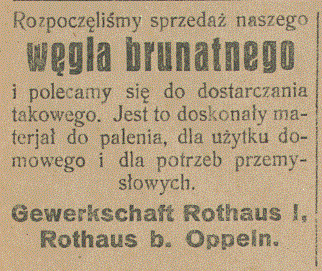 Rozpoczęliśmy sprzedaż naszego
węgla brunatnego
i polecamy się do dostarczania
takowego. Jest to doskonały ma-
terjał do palenia, dla użytku do-
mowego i dla potrzeb przemy-
słowych.
Gewerkschaft Rothaus I,
Rothaus b. Oppeln.